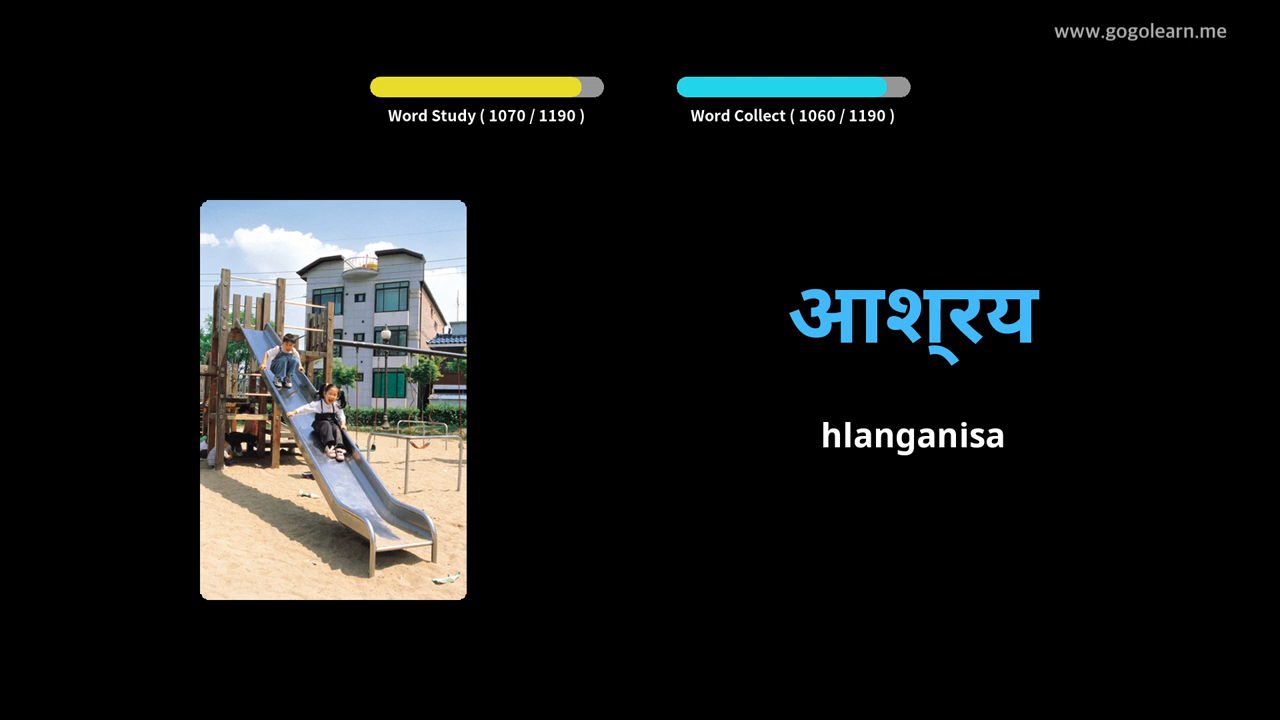 www.gogolearn.me
Word Study ( 1070 / 1190 )
Word Collect ( 1060 / 1190 )
आश्‌रय
hlanganisa